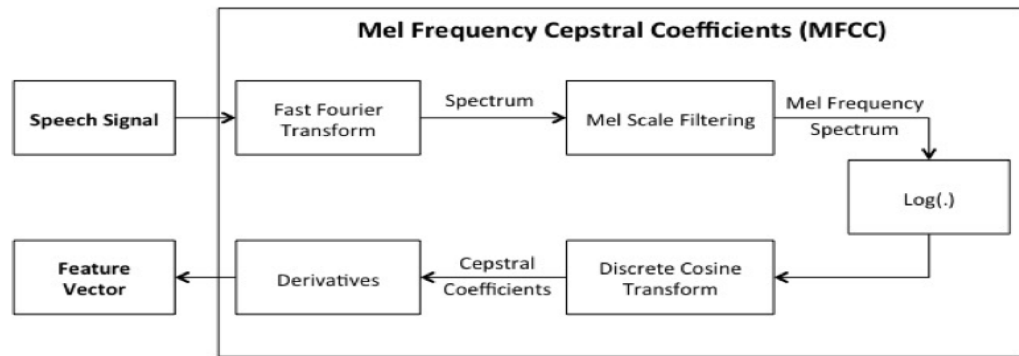 Mel Frequency Cepstral Coefficients (MFCC)
Speech Signal
Fast Fourier
Transform
Spectrum
Mel Scale Filtering
Mel Frequency
Spectrum
Log(.)
Discrete Cosine
Transform
Cepstral
Coefficients
Derivatives
Feature
Vector